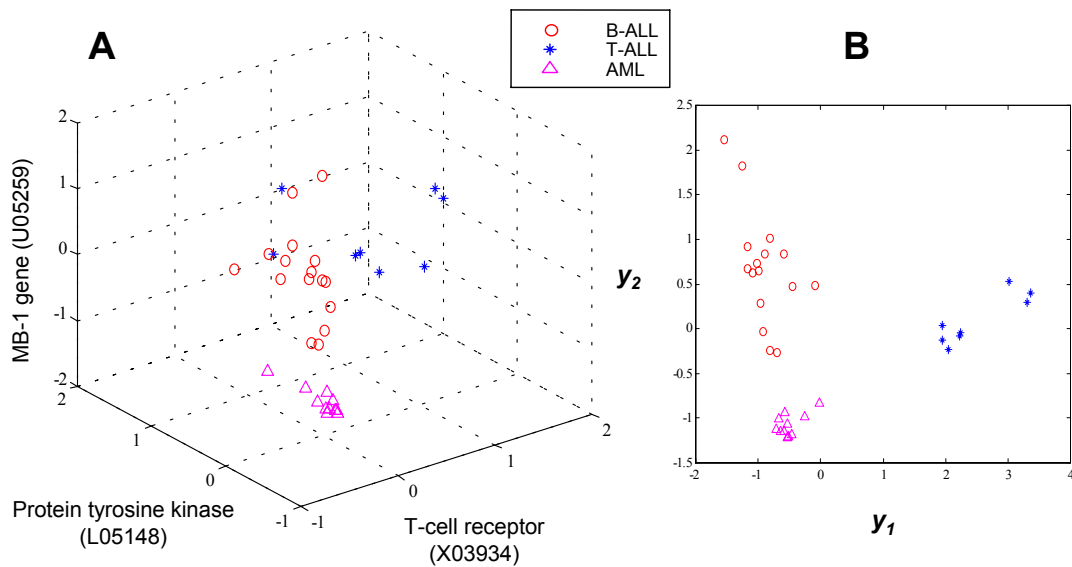 A
B-ALL
T-ALL
AML
B
MB-1 gene (U05259)
2
1
0
-1
-2
2
1
0
-1
Protein tyrosine kinase
(L05148)
-1
0
1
2
T-cell receptor
(X03934)
y2
2.5
2
1.5
1
0.5
0
-0.5
-1
-1.5
-2
-1
0
1
2
3
4
y1